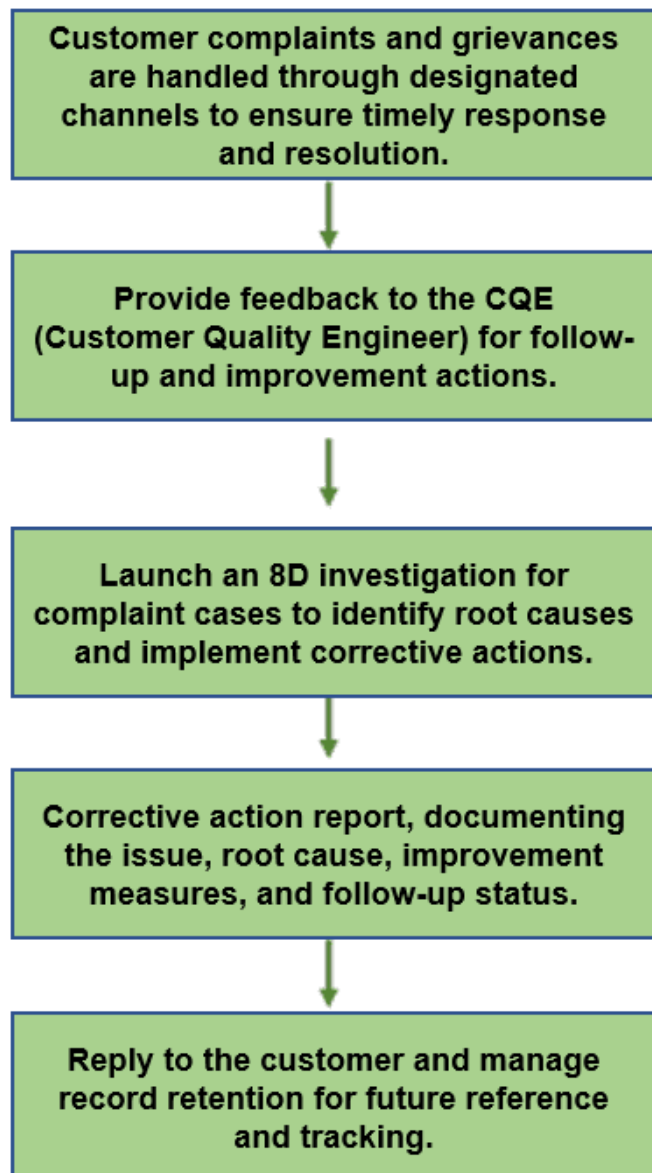 Customer complaints and grievances
are handled through designated
channels to ensure timely response
and resolution.
Provide feedback to the CQE
(Customer Quality Engineer) for follow-
up and improvement actions.
Launch an 8D investigation for
complaint cases to identify root causes
and implement corrective actions.
Corrective action report, documenting
the issue, root cause, improvement
measures, and follow-up status.
Reply to the customer and manage
record retention for future reference
and tracking.